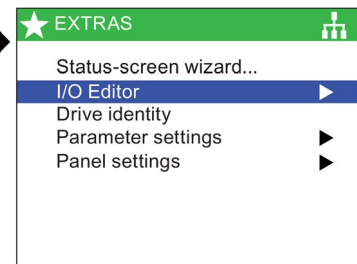 EXTRAS
Status-screen wizard...
I/O Editor
Drive identity
Parameter settings
Panel settings